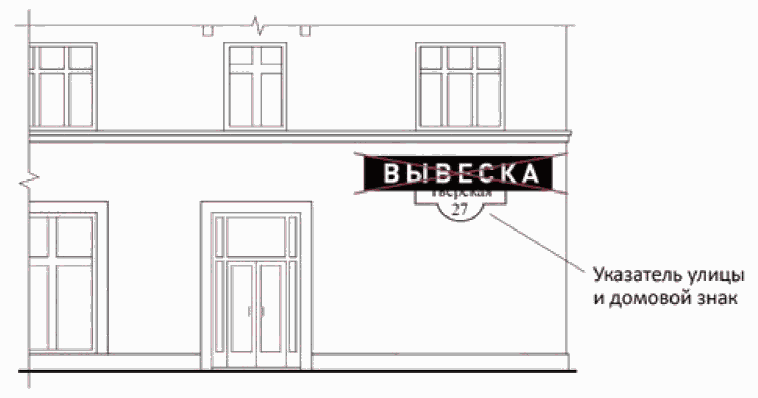 ВЫВЕСКА
Тверская
27
Указатель улицы
и домовой знак